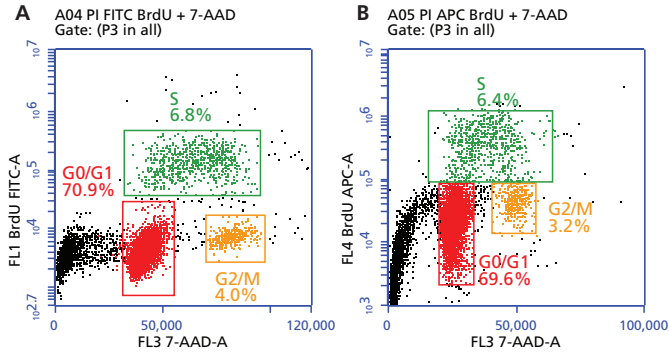 A
A04 PI FITC BrdU + 7-AAD
Gate: (P3 in all)
FL1 BrdU FITC-A
10^7
10^6
10^5
10^4
10^2.7
S
6.8%
G0/G1
70.9%
G2/M
4.0%
0
50,000
120,000
FL3 7-AAD-A
B
A05 PI APC BrdU + 7-AAD
Gate: (P3 in all)
FL4 BrdU APC-A
10^7
10^6
10^5
10^4
10^3
S
6.4%
G2/M
3.2%
G0/G1
69.6%
0
50,000
100,000
FL3 7-AAD-A